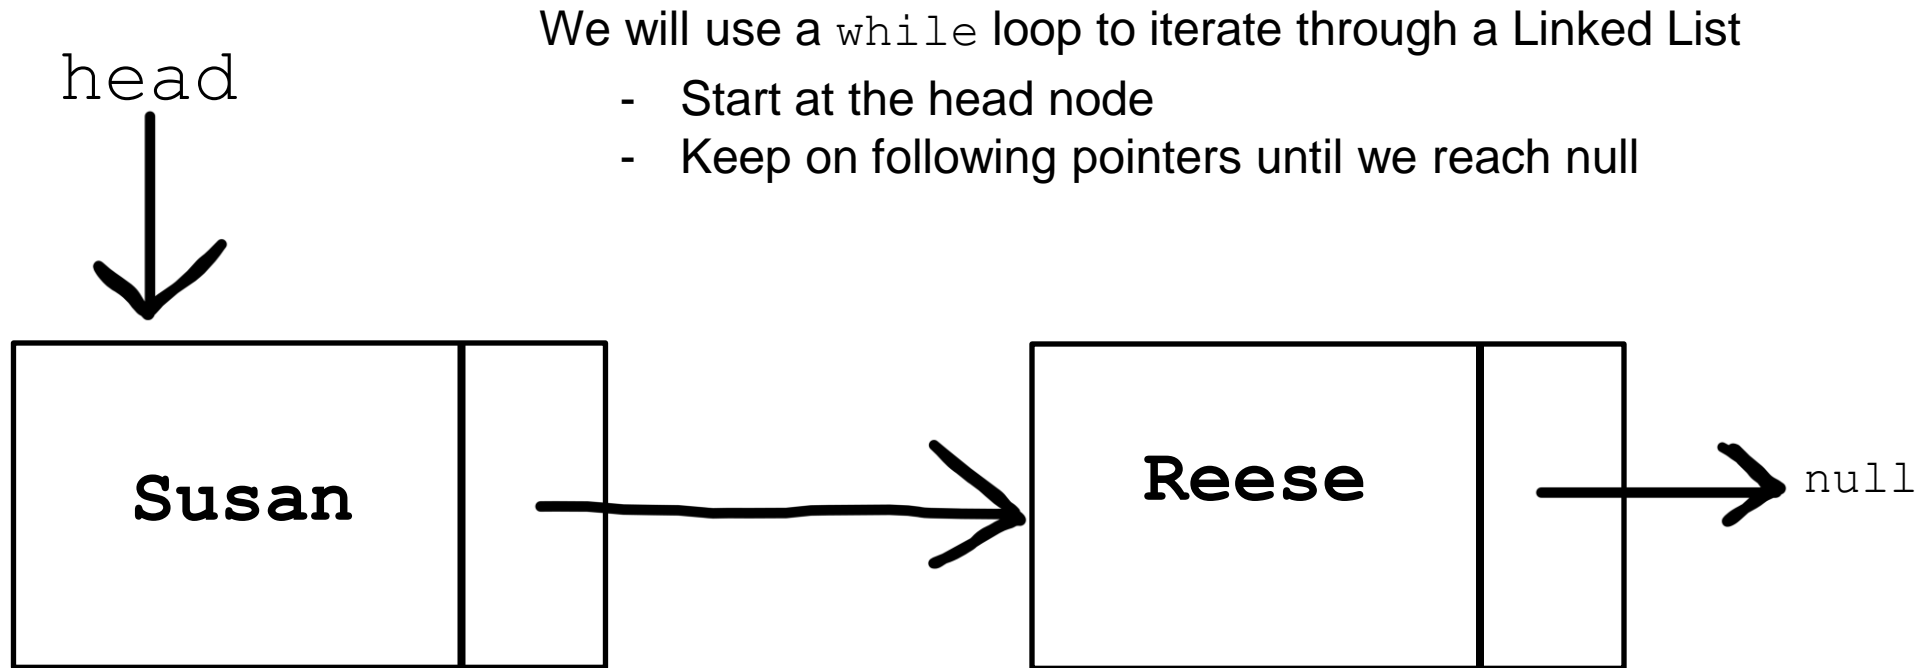 We will use a while loop to iterate through a Linked List
head
- Start at the head node
- Keep on following pointers until we reach null
Susan
Reese
null